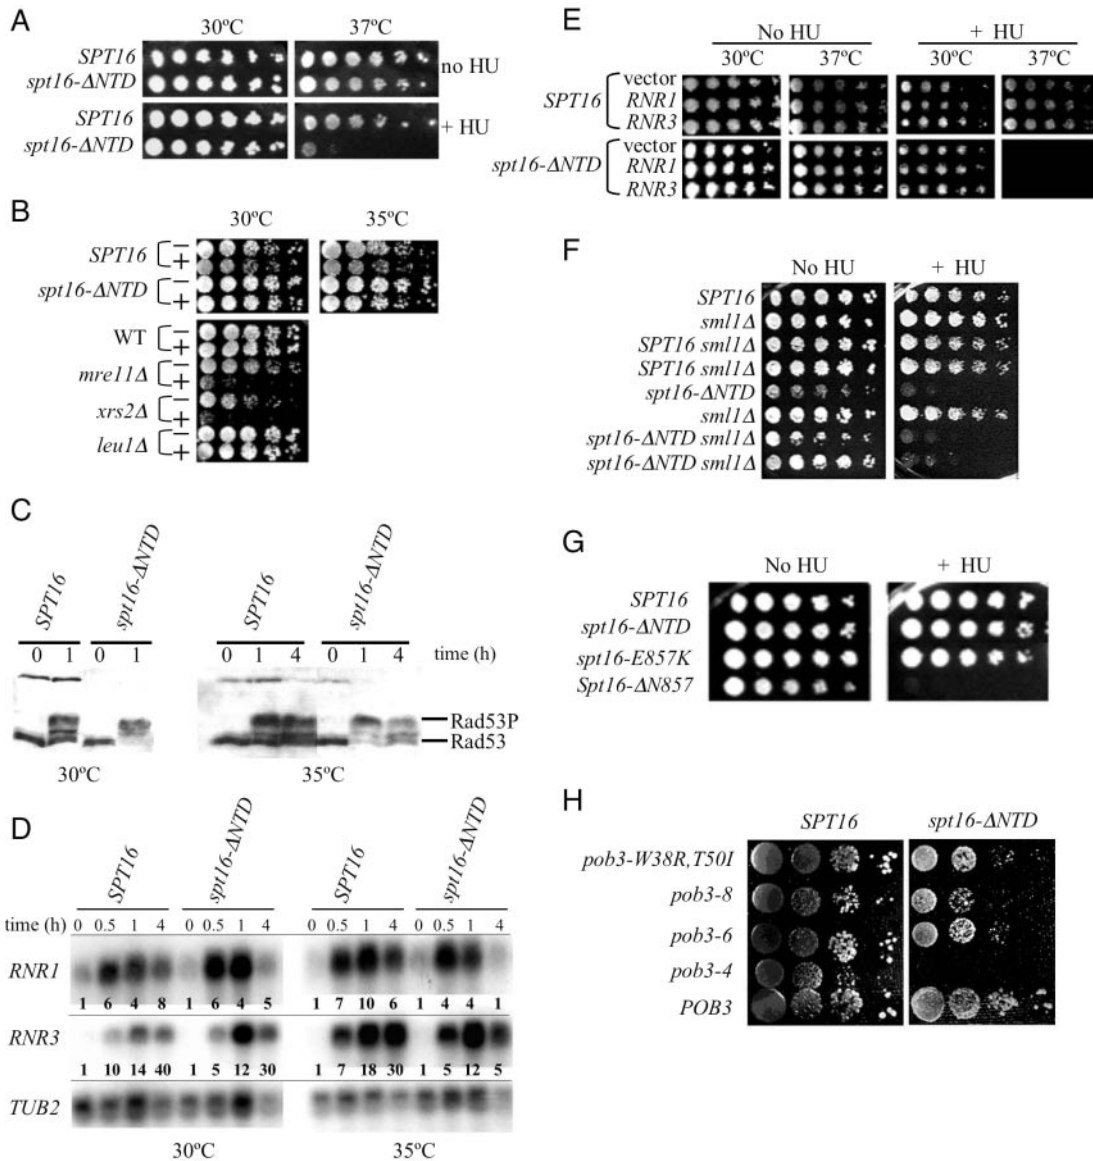 A
30ºC 37ºC
SPT16
spt16-ΔNTD
no HU
SPT16
spt16-ΔNTD
+ HU
B
30ºC 35ºC
SPT16 − +
spt16-ΔNTD − +
WT − +
mre11Δ − +
xrs2Δ − +
leu1Δ − +
C
SPT16 spt16-ΔNTD SPT16 spt16-ΔNTD
0 1 0 1 0 1 4 0 1 4 time (h)
Rad53P
Rad53
30ºC 35ºC
D
SPT16 spt16-ΔNTD SPT16 spt16-ΔNTD
time (h) 0 0.5 1 4 0 0.5 1 4 0 0.5 1 4 0 0.5 1 4
RNR1
1 6 4 8 1 6 4 5 1 7 10 6 1 4 4 1
RNR3
1 10 14 40 1 5 12 30 1 7 18 30 1 5 12 5
TUB2
30ºC 35ºC
E
No HU + HU
30ºC 37ºC 30ºC 37ºC
vector
SPT16 RNR1
RNR3
vector
spt16-ΔNTD RNR1
RNR3
F
No HU + HU
SPT16
sml1Δ
SPT16 sml1Δ
SPT16 sml1Δ
spt16-ΔNTD
sml1Δ
spt16-ΔNTD sml1Δ
spt16-ΔNTD sml1Δ
G
No HU + HU
SPT16
spt16-ΔNTD
spt16-E857K
Spt16-ΔN857
H
SPT16 spt16-ΔNTD
pob3-W38R,T50I
pob3-8
pob3-6
pob3-4
POB3